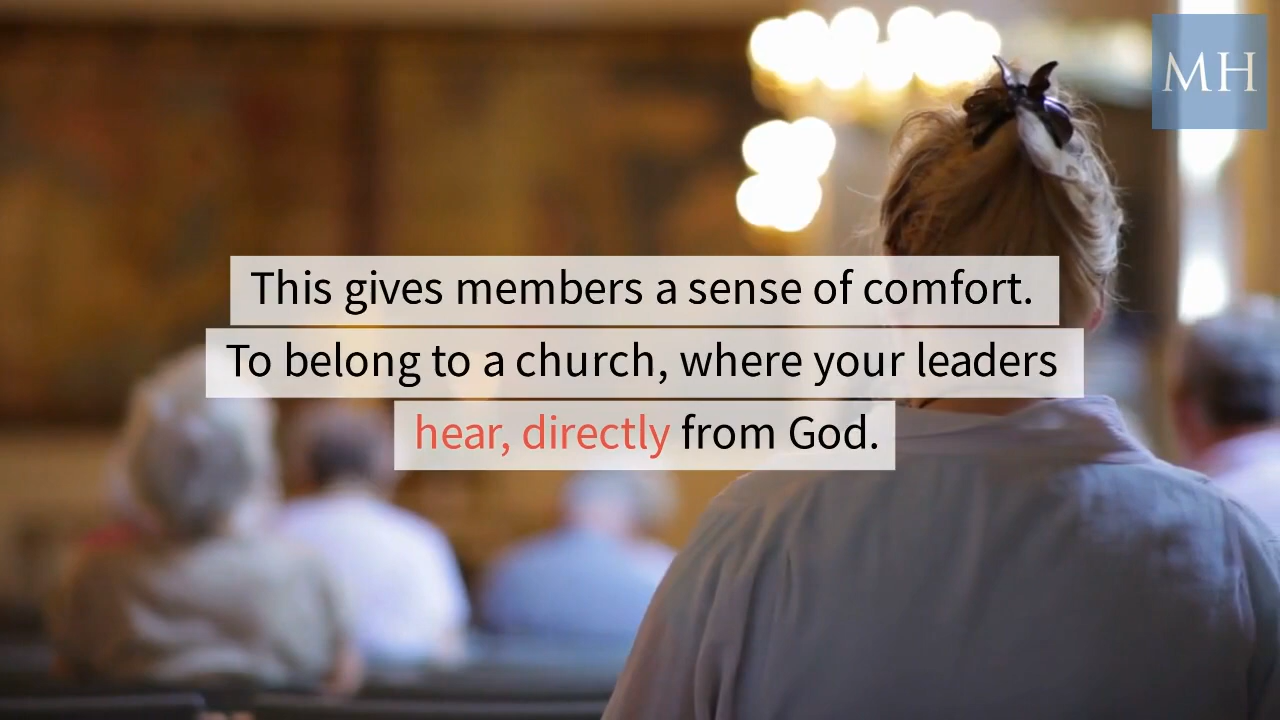 MH
This gives members a sense of comfort.
To belong to a church, where your leaders
hear, directly from God.